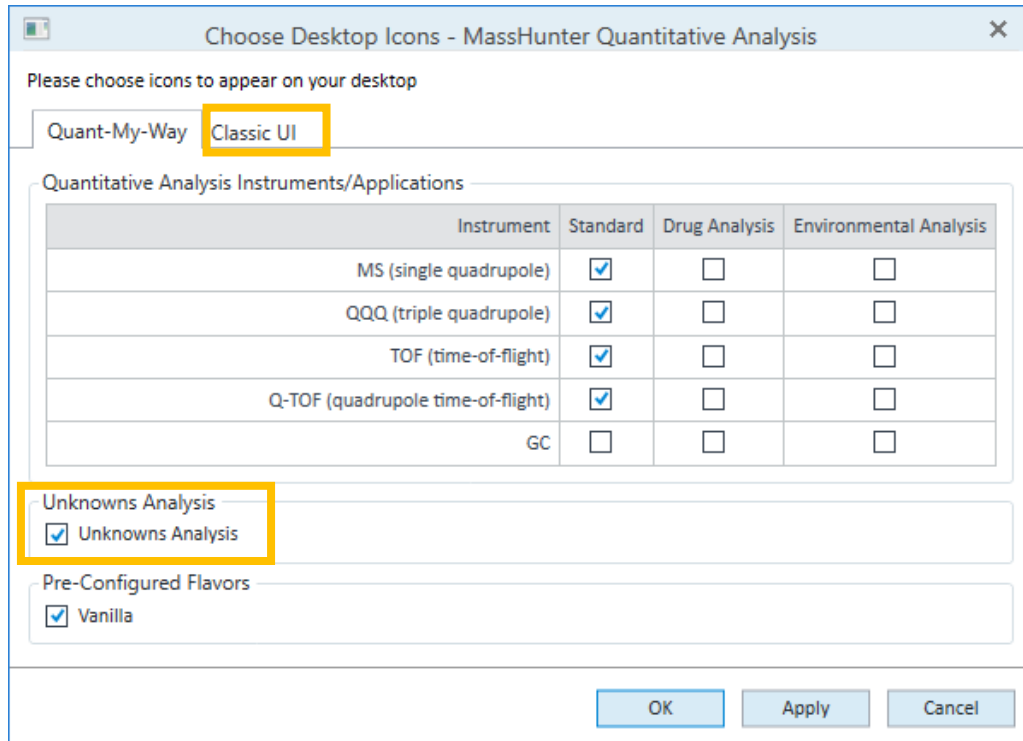 Choose Desktop Icons - MassHunter Quantitative Analysis
Please choose icons to appear on your desktop
Quant-My-Way Classic UI
Quantitative Analysis Instruments/Applications
Instrument Standard Drug Analysis Environmental Analysis
MS (single quadrupole)
QQQ (triple quadrupole)
TOF (time-of-flight)
Q-TOF (quadrupole time-of-flight)
GC
Unknowns Analysis
Unknowns Analysis
Pre-Configured Flavors
Vanilla
OK Apply Cancel